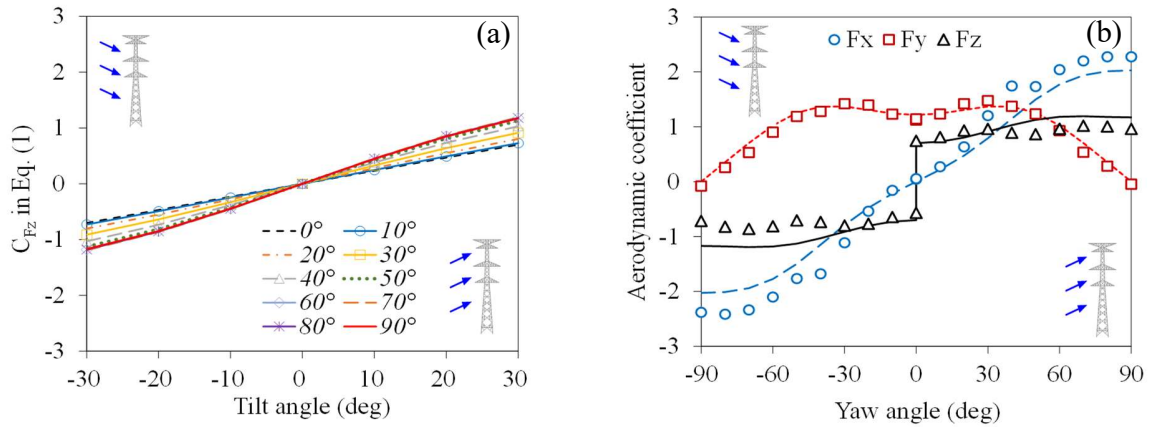 (a)
C_Fz in Eq. (1)
3
2
1
0
-1
-2
-3
0° 10°
20° 30°
40° 50°
60° 70°
80° 90°
-30 -20 -10 0 10 20 30
Tilt angle (deg)
(b)
Fx Fy Fz
Aerodynamic coefficient
3
2
1
0
-1
-2
-3
-90 -60 -30 0 30 60 90
Yaw angle (deg)